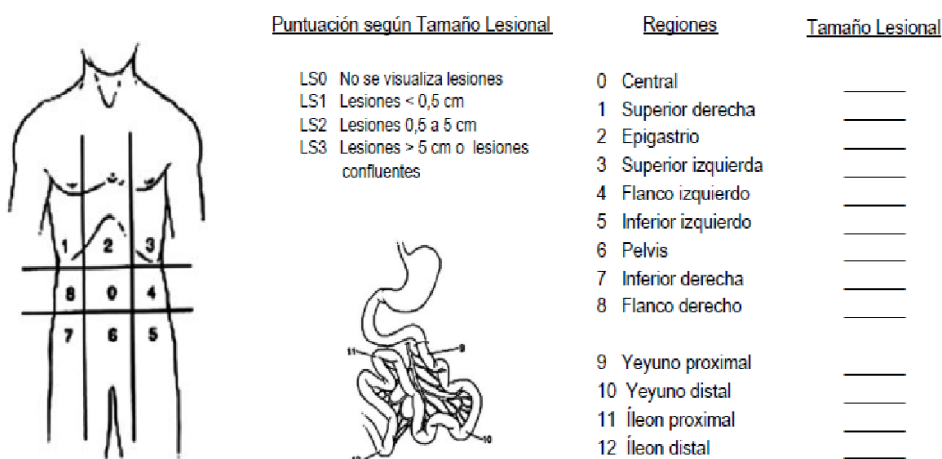 Puntuación según Tamaño Lesional
LS0 No se visualiza lesiones
LS1 Lesiones < 0,5 cm
LS2 Lesiones 0,5 a 5 cm
LS3 Lesiones > 5 cm o lesiones
confluentes
Regiones
Tamaño Lesional
0 Central
1 Superior derecha
2 Epigastrio
3 Superior izquierda
4 Flanco izquierdo
5 Inferior izquierdo
6 Pelvis
7 Inferior derecha
8 Flanco derecho
9 Yeyuno proximal
10 Yeyuno distal
11 Íleon proximal
12 Íleon distal
1 2 3
8 0 4
7 6 5
11
9
10